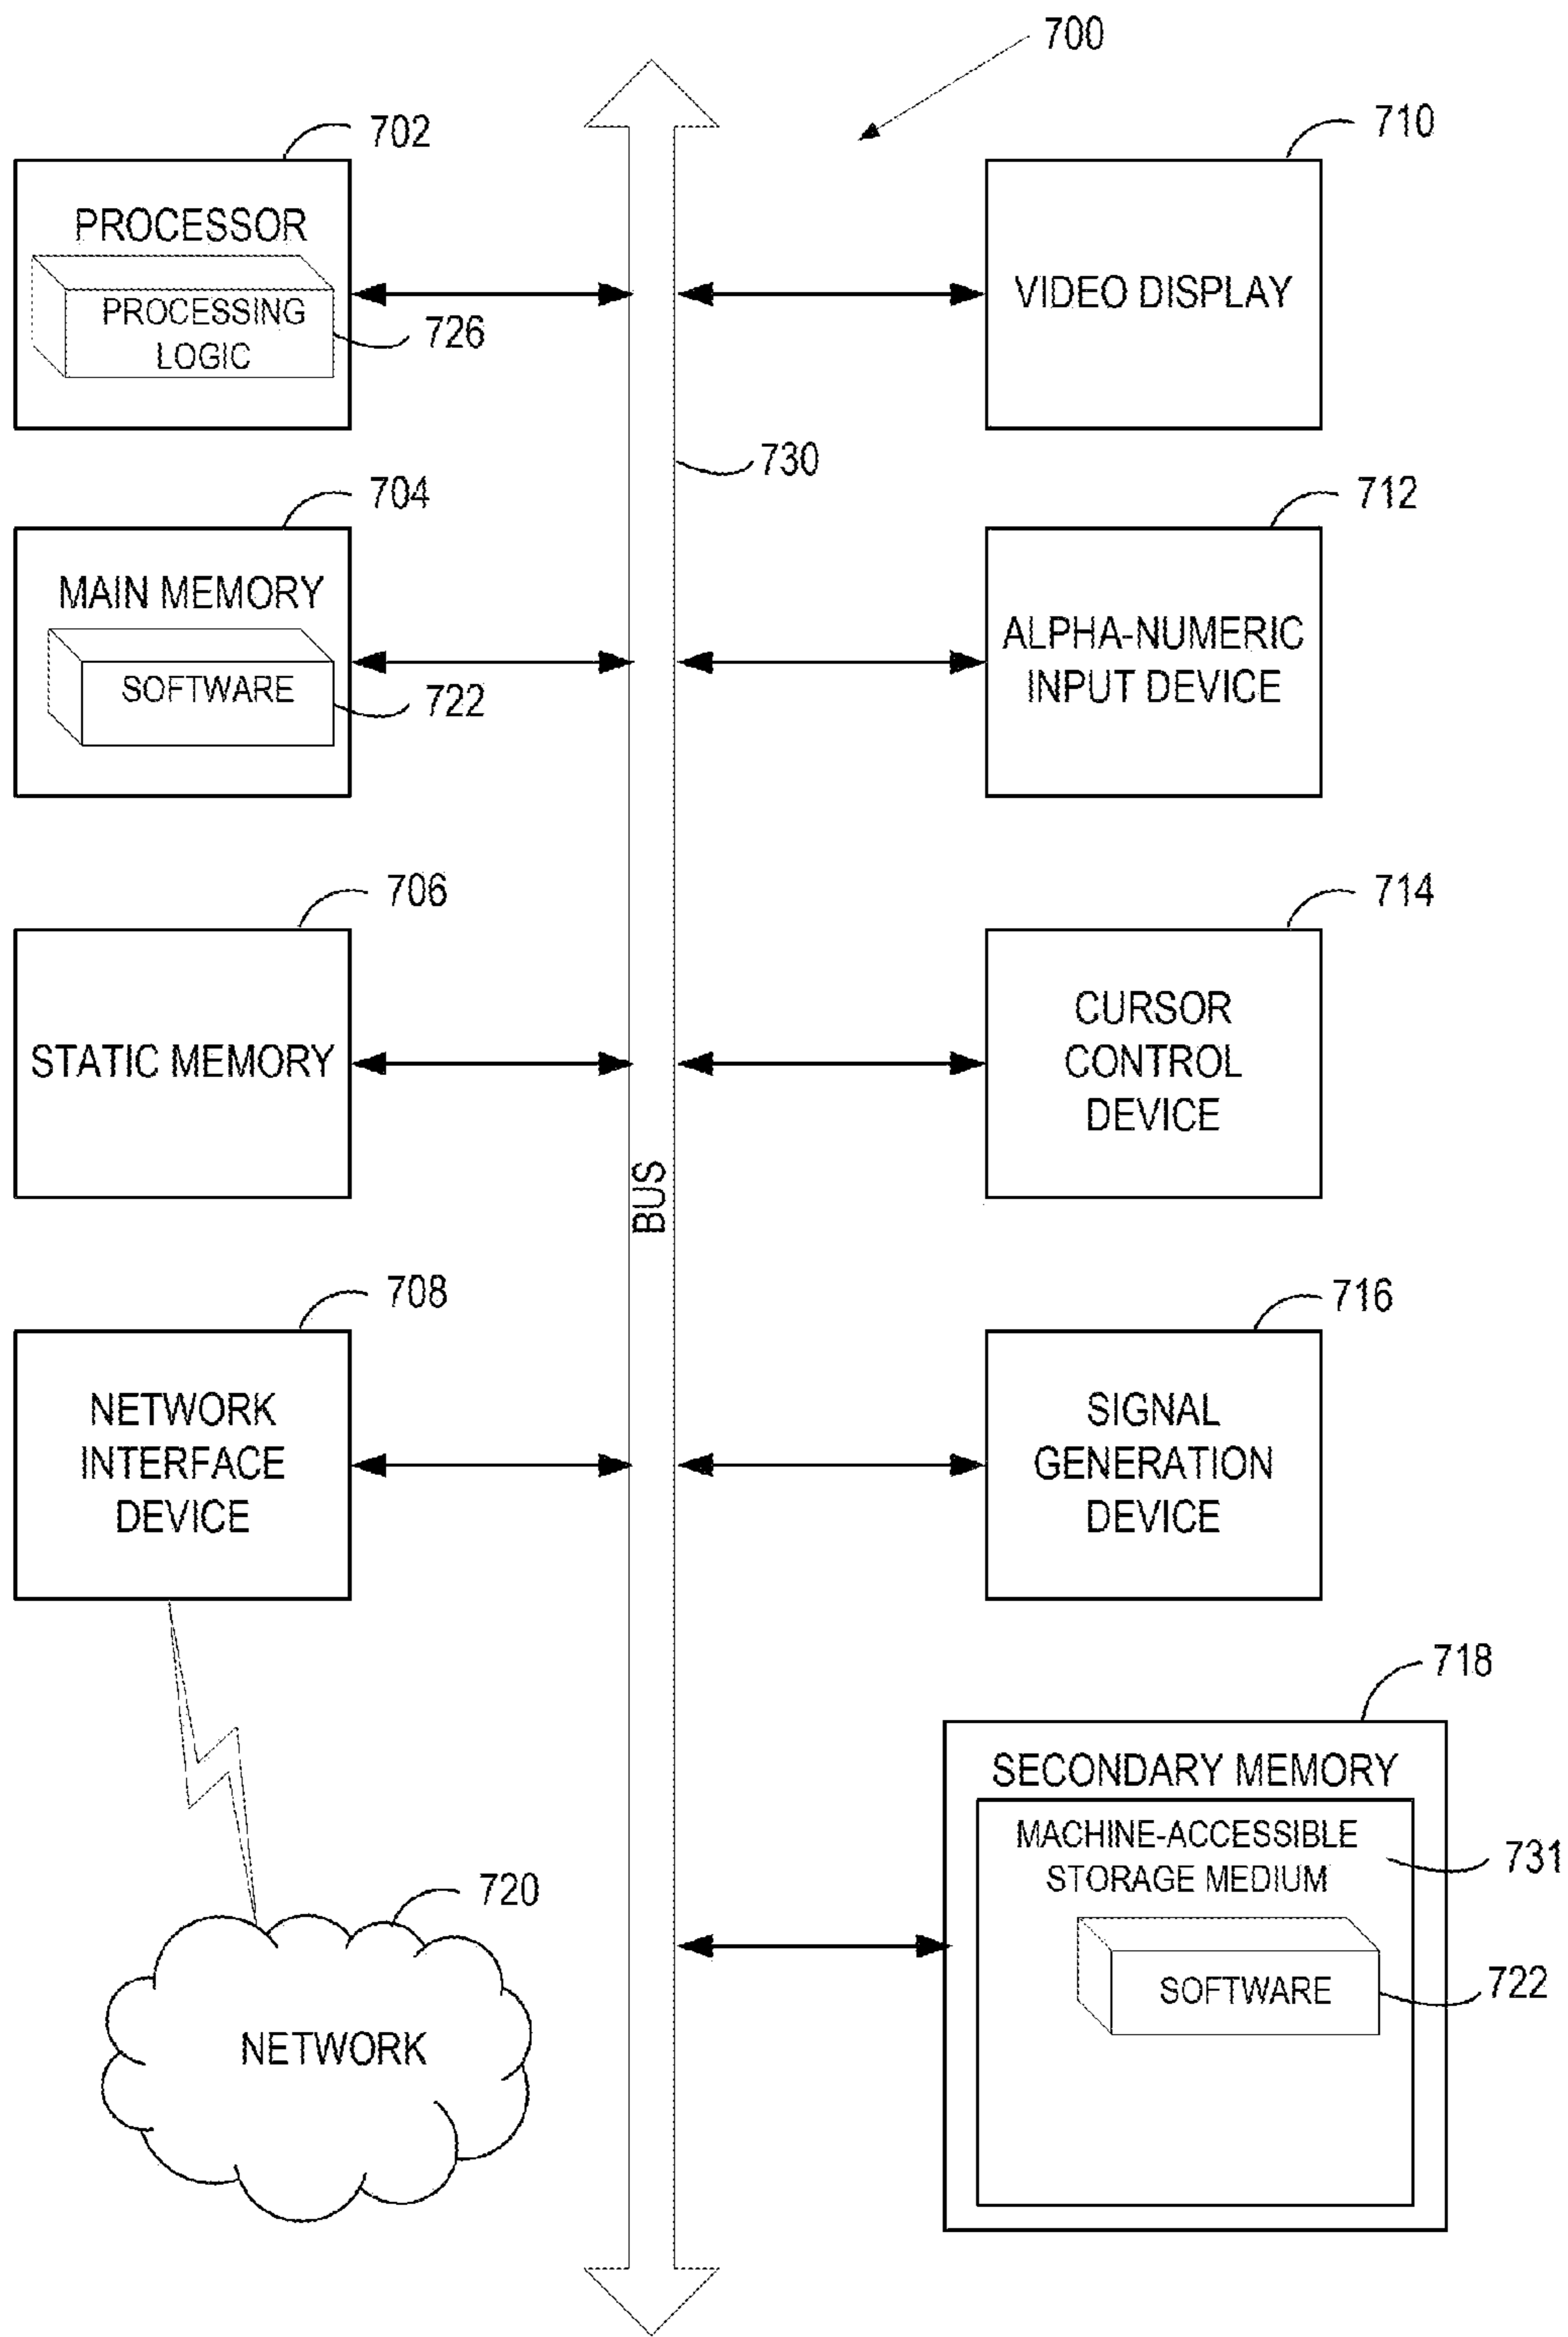 700
702
PROCESSOR
PROCESSING
LOGIC
726
710
VIDEO DISPLAY
730
704
MAIN MEMORY
SOFTWARE
722
712
ALPHA-NUMERIC
INPUT DEVICE
706
STATIC MEMORY
714
CURSOR
CONTROL
DEVICE
BUS
708
NETWORK
INTERFACE
DEVICE
716
SIGNAL
GENERATION
DEVICE
720
NETWORK
718
SECONDARY MEMORY
MACHINE-ACCESSIBLE
STORAGE MEDIUM
731
SOFTWARE
722